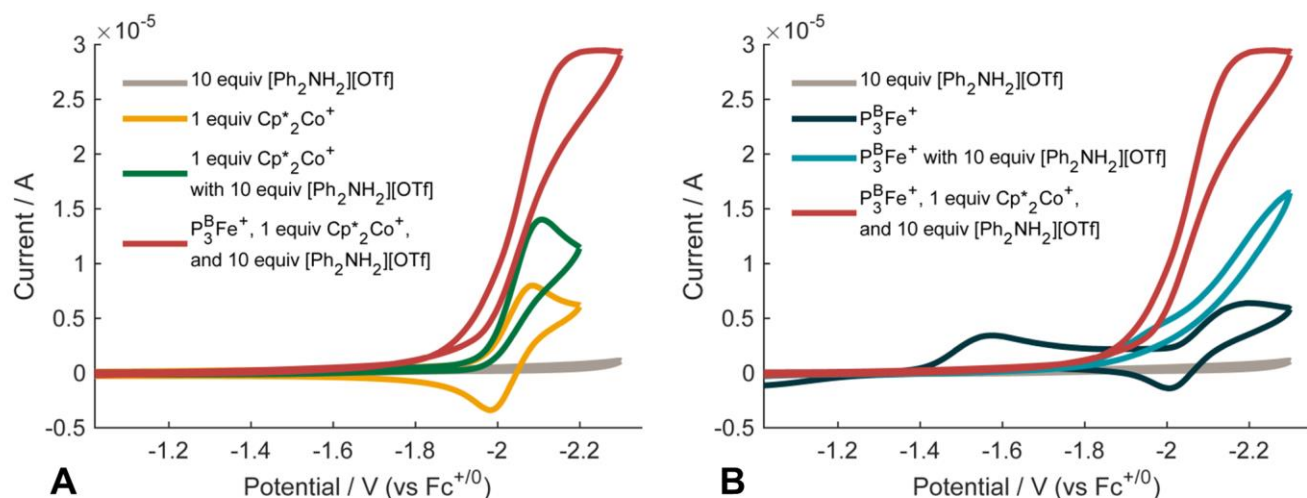 ×10⁻⁵
3
2.5
2
1.5
1
0.5
0
-0.5
Current / A
10 equiv [Ph₂NH₂][OTf]
1 equiv Cp*₂Co⁺
1 equiv Cp*₂Co⁺
with 10 equiv [Ph₂NH₂][OTf]
P₃ᴮFe⁺, 1 equiv Cp*₂Co⁺,
and 10 equiv [Ph₂NH₂][OTf]
-1.2 -1.4 -1.6 -1.8 -2 -2.2
A
Potential / V (vs Fc⁺ᐟ⁰)
×10⁻⁵
3
2.5
2
1.5
1
0.5
0
-0.5
Current / A
10 equiv [Ph₂NH₂][OTf]
P₃ᴮFe⁺
P₃ᴮFe⁺ with 10 equiv [Ph₂NH₂][OTf]
P₃ᴮFe⁺, 1 equiv Cp*₂Co⁺,
and 10 equiv [Ph₂NH₂][OTf]
-1.2 -1.4 -1.6 -1.8 -2 -2.2
B
Potential / V (vs Fc⁺ᐟ⁰)